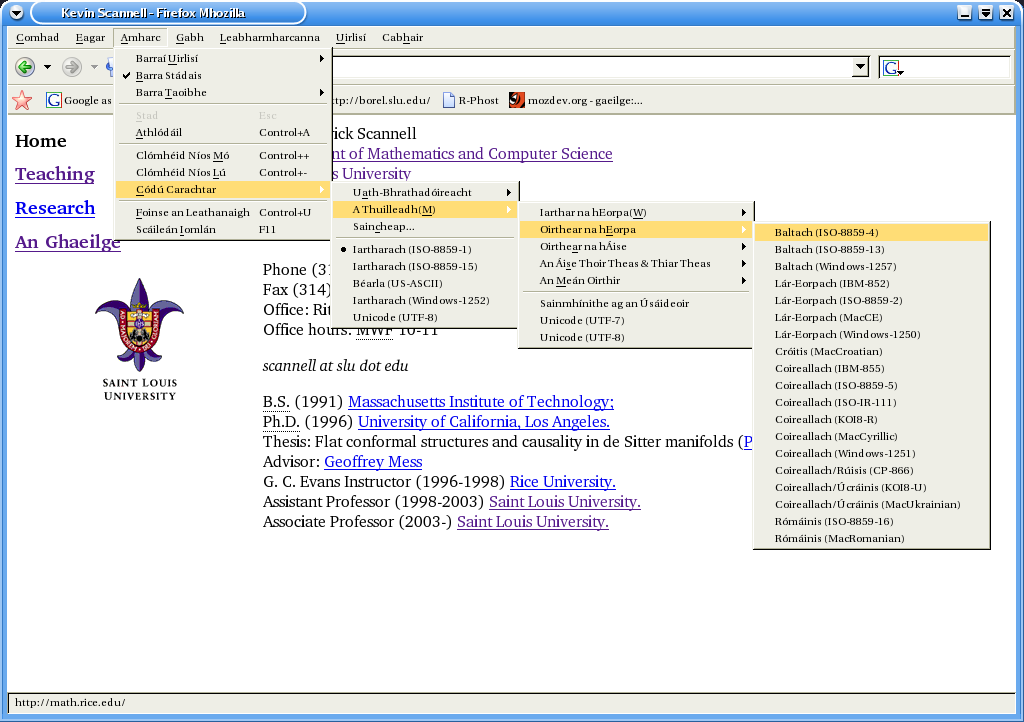 Kevin Scannell - Firefox Mhozilla
Comhad Eagar Amharc Gabh Leabharmharcanna Uirlisí Cabhair
Google as
ttp://borel.slu.edu/ R-Phost mozdev.org - gaeilge:...
Barraí Uirlisí
Barra Stádais
Barra Taoibhe
Stad Esc
Athlódáil Control+A
Clómhéid Níos Mó Control++
Clómhéid Níos Lú Control+-
Códú Carachtar
Foinse an Leathanaigh Control+U
Scáileán Iomlán F11
Uath-Bhrathadóireacht
A Thuilleadh(M)
Saincheap...
Iartharach (ISO-8859-1)
Iartharach (ISO-8859-15)
Béarla (US-ASCII)
Iartharach (Windows-1252)
Unicode (UTF-8)
Iarthar na hEorpa(W)
Oirthear na hEorpa
Oirthear na hÁise
An Áise Thoir Theas & Thiar Theas
An Meán Oirthir
Sainmhínithe ag an Úsáideoir
Unicode (UTF-7)
Unicode (UTF-8)
Baltach (ISO-8859-4)
Baltach (ISO-8859-13)
Baltach (Windows-1257)
Lár-Eorpach (IBM-852)
Lár-Eorpach (ISO-8859-2)
Lár-Eorpach (MacCE)
Lár-Eorpach (Windows-1250)
Cróitis (MacCroatian)
Coireallach (IBM-855)
Coireallach (ISO-8859-5)
Coireallach (ISO-IR-111)
Coireallach (KOI8-R)
Coireallach (MacCyrillic)
Coireallach (Windows-1251)
Coireallach/Rúisis (CP-866)
Coireallach/Úcráinis (KOI8-U)
Coireallach/Úcráinis (MacUkrainian)
Rómáinis (ISO-8859-16)
Rómáinis (MacRomanian)
Home
Teaching
Research
An Ghaeilge
SAINT LOUIS
UNIVERSITY
rick Scannell
nt of Mathematics and Computer Science
s University
Phone (31
Fax (314)
Office: Rit
Office hours: MWF 10-11
scannell at slu dot edu
B.S. (1991) Massachusetts Institute of Technology;
Ph.D. (1996) University of California, Los Angeles.
Thesis: Flat conformal structures and causality in de Sitter manifolds (P
Advisor: Geoffrey Mess
G. C. Evans Instructor (1996-1998) Rice University.
Assistant Professor (1998-2003) Saint Louis University.
Associate Professor (2003-) Saint Louis University.
http://math.rice.edu/